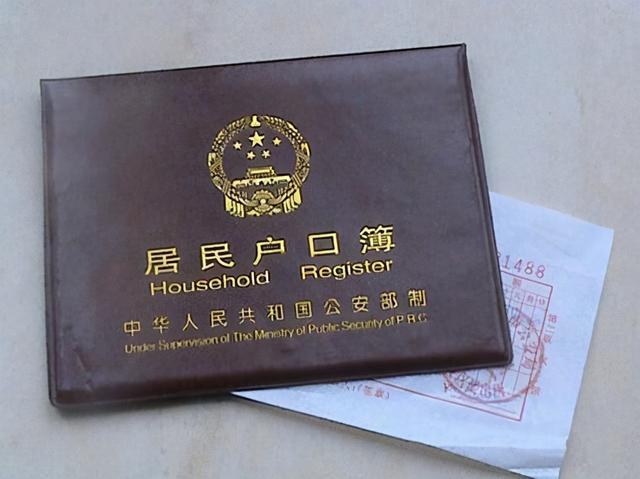 居民户口簿
Household Register
中华人民共和国公安部制
Under Supervision of The Ministry of Public Security of P.R.C
1488